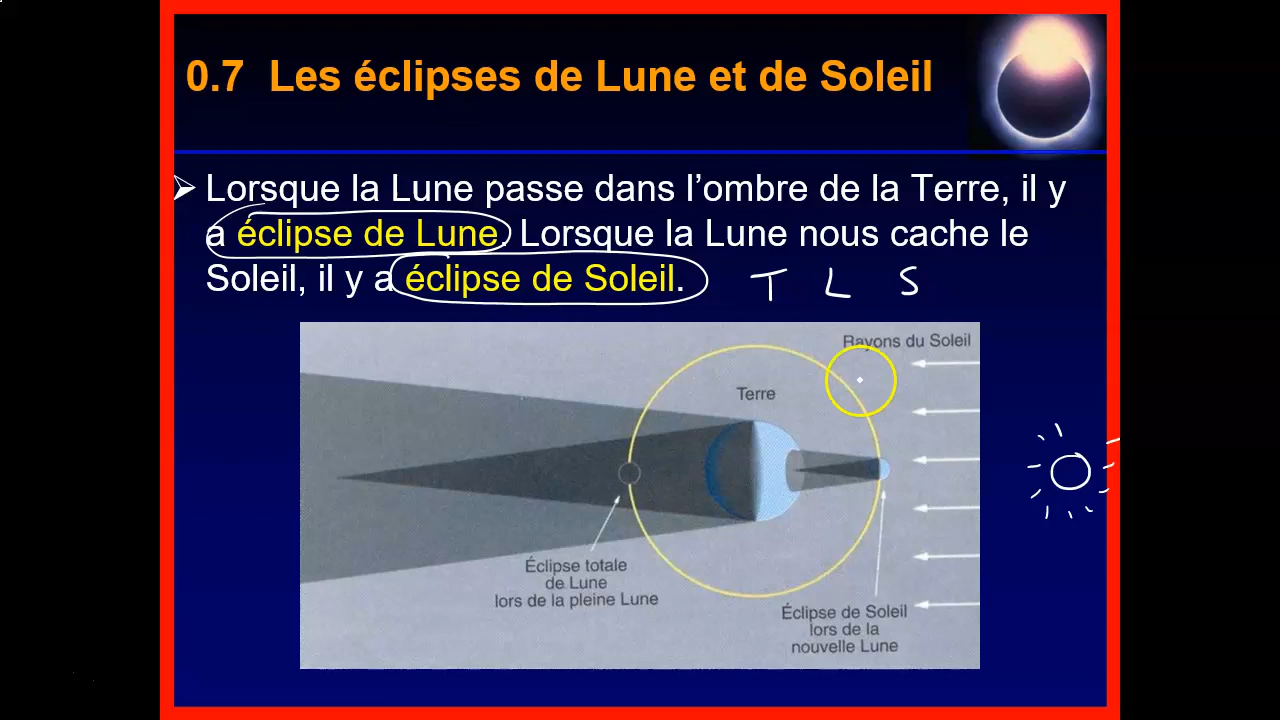 0.7 Les éclipses de Lune et de Soleil
Lorsque la Lune passe dans l’ombre de la Terre, il y
a éclipse de Lune. Lorsque la Lune nous cache le
Soleil, il y a éclipse de Soleil.
T L S
Rayons du Soleil
Terre
Éclipse totale
de Lune
lors de la pleine Lune
Éclipse de Soleil
lors de la
nouvelle Lune